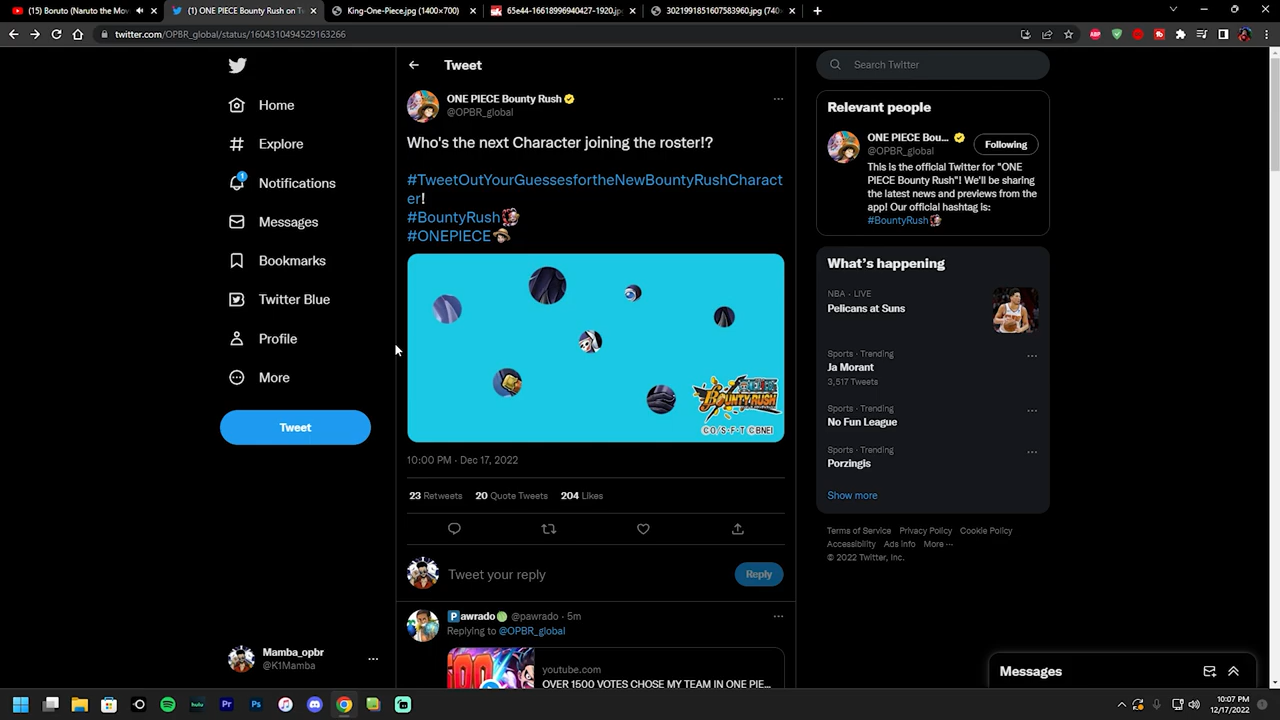 (15) Boruto (Naruto the Mov
(1) ONE PIECE Bounty Rush on T
King-One-Piece.jpg (1400×700)
65e44-16618996940427-1920.jpg
3021991851607583960.jpg (740×
twitter.com/OPBR_global/status/1604310494529163266
Home
Explore
1
Notifications
Messages
Bookmarks
Twitter Blue
Profile
More
Tweet
Mamba_opbr
@K1Mamba
Tweet
ONE PIECE Bounty Rush
@OPBR_global
Who's the next Character joining the roster!?
#TweetOutYourGuessesfortheNewBountyRushCharact
er!
#BountyRush
#ONEPIECE
ONE PIECE
BOUNTY RUSH
10:00 PM · Dec 17, 2022
23 Retweets 20 Quote Tweets 204 Likes
Tweet your reply
Reply
Pawrado @pawrado · 5m
Replying to @OPBR_global
youtube.com
OVER 1500 VOTES CHOSE MY TEAM IN ONE PIE...
Search Twitter
Relevant people
ONE PIECE Bou...
@OPBR_global
Following
This is the official Twitter for "ONE
PIECE Bounty Rush"! We'll be sharing
the latest news and previews from the
app! Our official hashtag is:
#BountyRush
What's happening
NBA · LIVE
Pelicans at Suns
Sports · Trending
Ja Morant
3,517 Tweets
Sports · Trending
No Fun League
Sports · Trending
Porzingis
Show more
Terms of Service Privacy Policy Cookie Policy
Accessibility Ads info More ···
© 2022 Twitter, Inc.
Messages
hulu
Pr
Ps
10:07 PM
12/17/2022